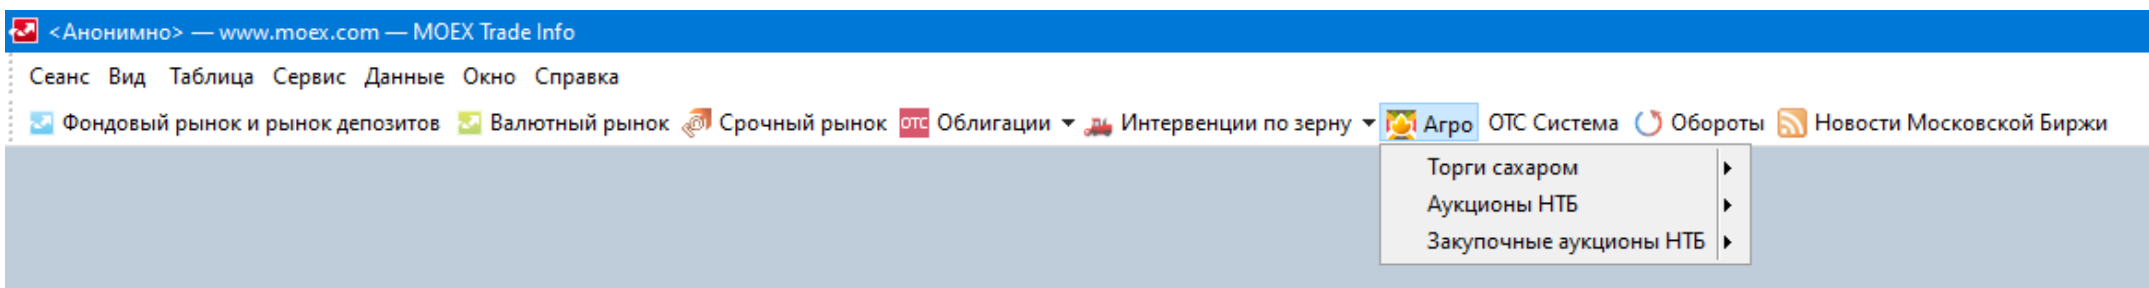 <Анонимно> — www.moex.com — MOEX Trade Info
Сеанс Вид Таблица Сервис Данные Окно Справка
Фондовый рынок и рынок депозитов Валютный рынок Срочный рынок OTC Облигации Интервенции по зерну Агро OTC Система Обороты Новости Московской Биржи
Торги сахаром
Аукционы НТБ
Закупочные аукционы НТБ